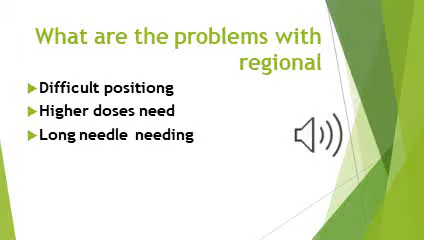 What are the problems with
regional
Difficult positiong
Higher doses need
Long needle needing